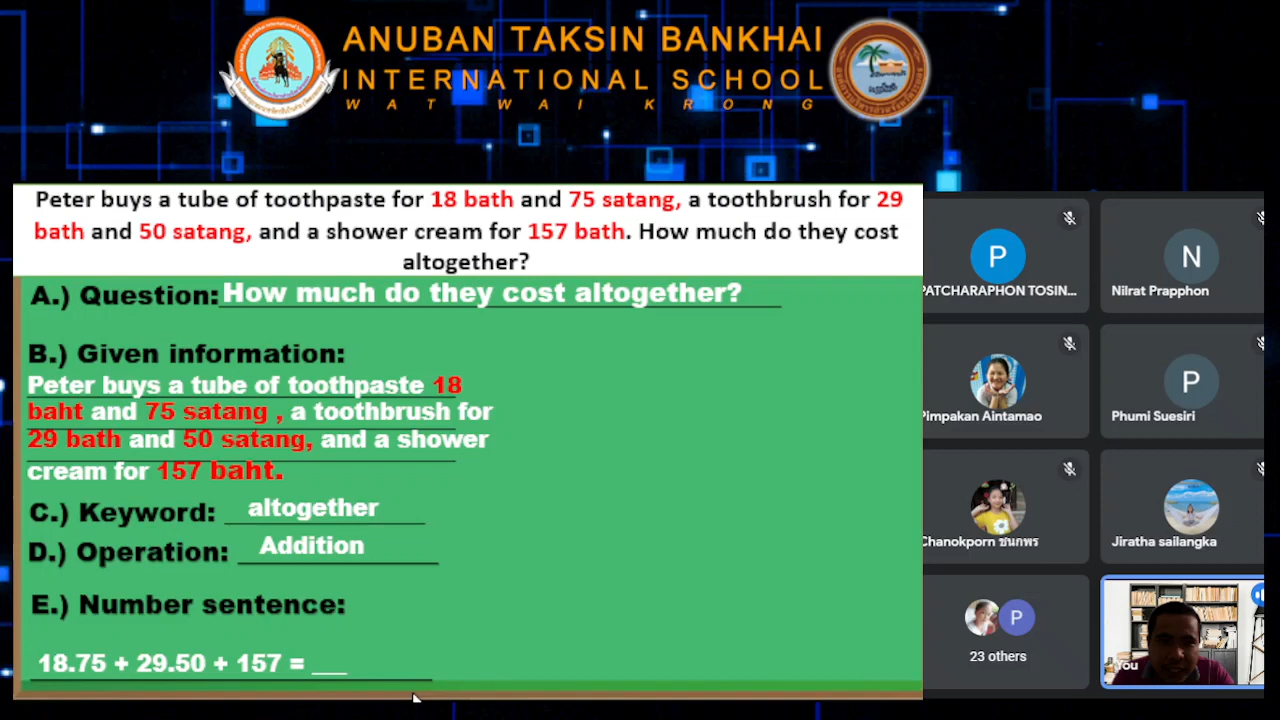 ANUBAN TAKSIN BANKHAI
INTERNATIONAL SCHOOL
WAT WAI KRONG
Peter buys a tube of toothpaste for 18 bath and 75 satang, a toothbrush for 29
bath and 50 satang, and a shower cream for 157 bath. How much do they cost
altogether?
A.) Question: How much do they cost altogether?
B.) Given information:
Peter buys a tube of toothpaste 18
baht and 75 satang , a toothbrush for
29 bath and 50 satang, and a shower
cream for 157 baht.
C.) Keyword: altogether
D.) Operation: Addition
E.) Number sentence:
18.75 + 29.50 + 157 = ___
P
PATCHARAPHON TOSIN...
N
Nilrat Prapphon
Pimpakan Aintamao
P
Phumi Suesiri
Chanokporn ชนกพร
Jiratha sailangka
P
23 others
You